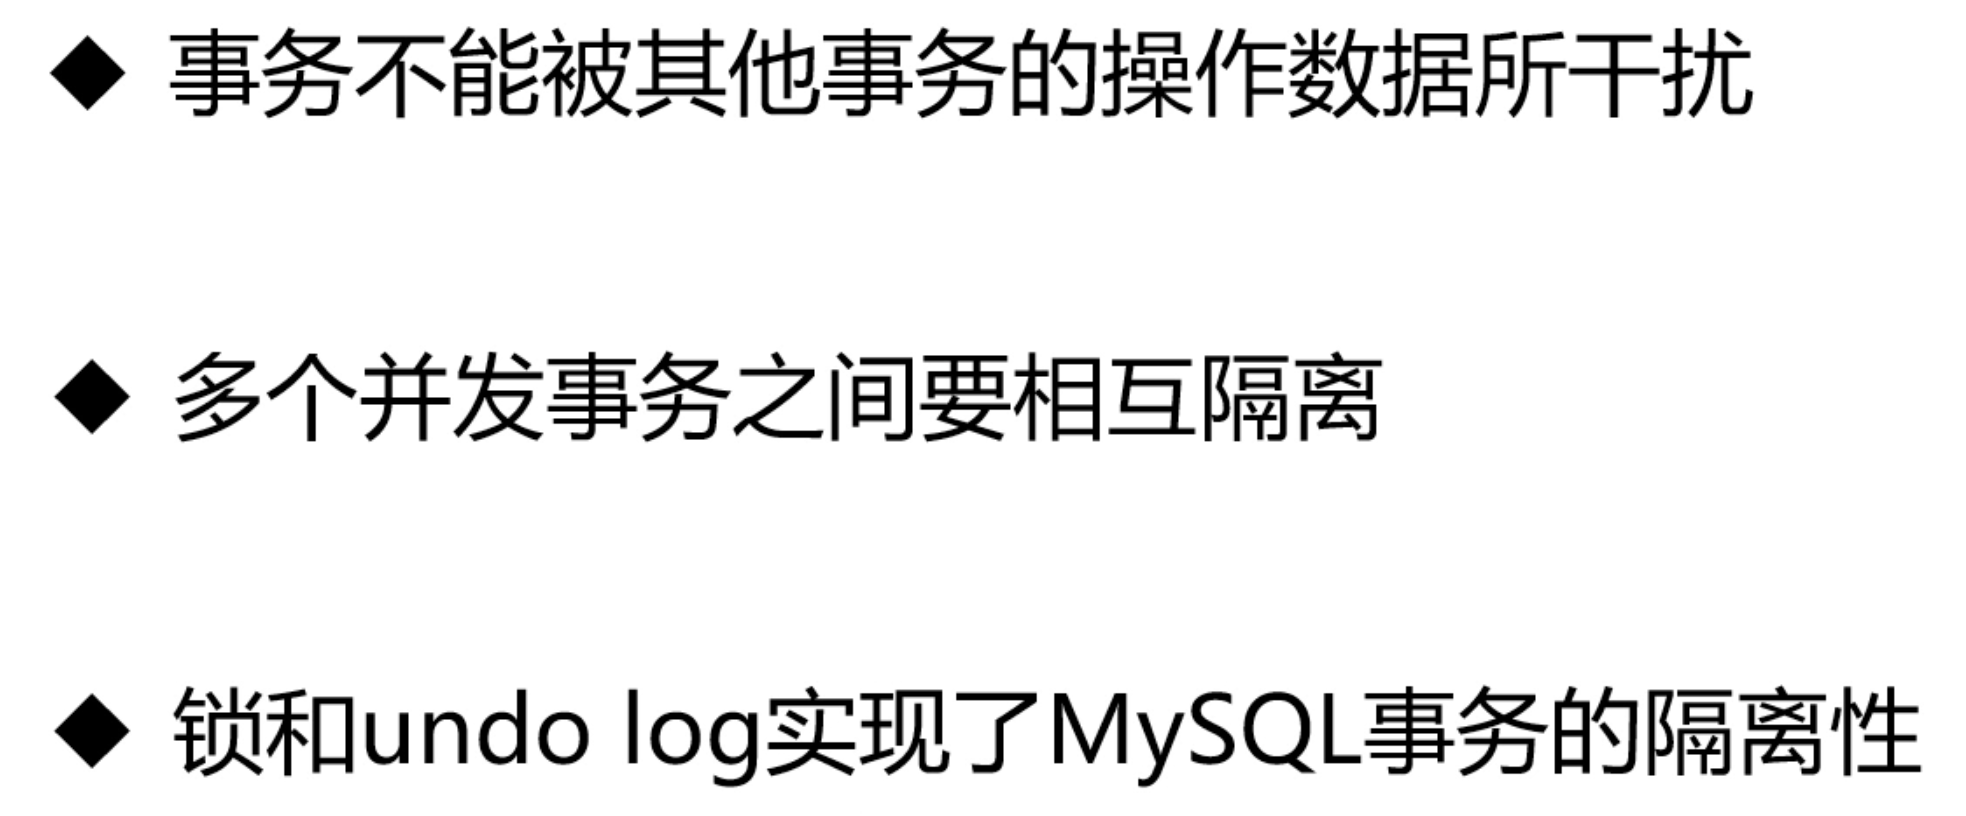 ◆ 事务不能被其他事务的操作数据所干扰
◆ 多个并发事务之间要相互隔离
◆ 锁和undo log实现了MySQL事务的隔离性